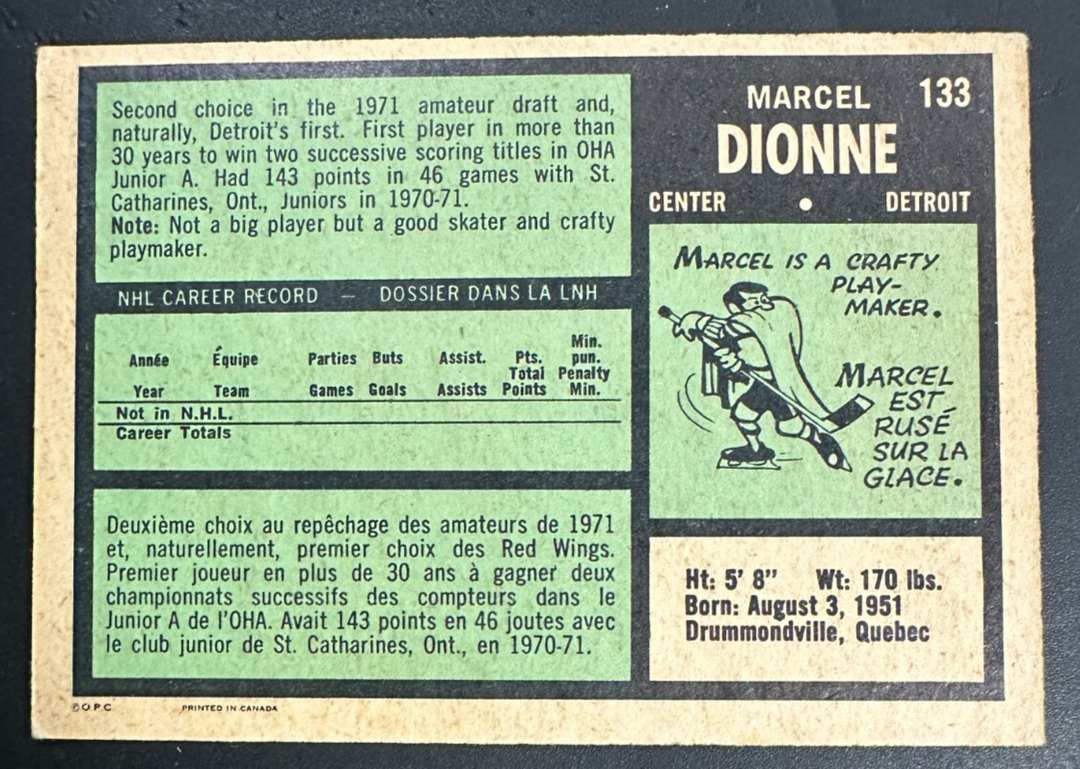 Second choice in the 1971 amateur draft and,
naturally, Detroit's first. First player in more than
30 years to win two successive scoring titles in OHA
Junior A. Had 143 points in 46 games with St.
Catharines, Ont., Juniors in 1970-71.
Note: Not a big player but a good skater and crafty
playmaker.
NHL CAREER RECORD — DOSSIER DANS LA LNH
Année Équipe Parties Buts Assist. Pts. Total Min. pun. Penalty
Year Team Games Goals Assists Points Min.
Not in N.H.L.
Career Totals
Deuxième choix au repêchage des amateurs de 1971
et, naturellement, premier choix des Red Wings.
Premier joueur en plus de 30 ans à gagner deux
championnats successifs des compteurs dans le
Junior A de l'OHA. Avait 143 points en 46 joutes avec
le club junior de St. Catharines, Ont., en 1970-71.
MARCEL 133
DIONNE
CENTER • DETROIT
MARCEL IS A CRAFTY
PLAY-
MAKER.
MARCEL
EST
RUSÉ
SUR LA
GLACE.
Ht: 5' 8" Wt: 170 lbs.
Born: August 3, 1951
Drummondville, Quebec
©O.P.C. PRINTED IN CANADA